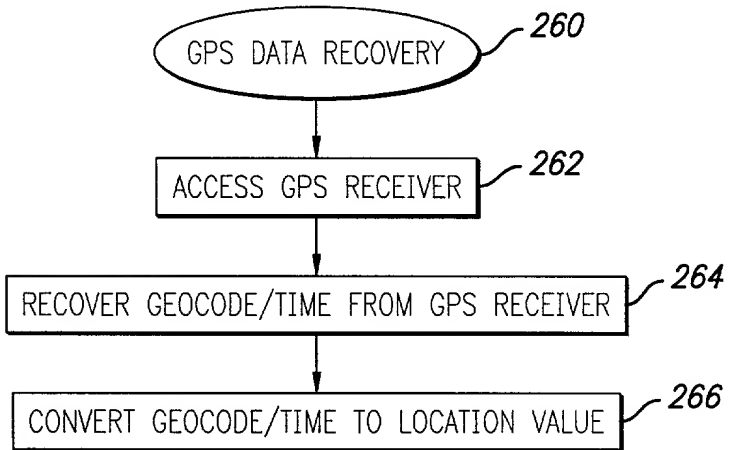 GPS DATA RECOVERY
260
ACCESS GPS RECEIVER
262
RECOVER GEOCODE/TIME FROM GPS RECEIVER
264
CONVERT GEOCODE/TIME TO LOCATION VALUE
266